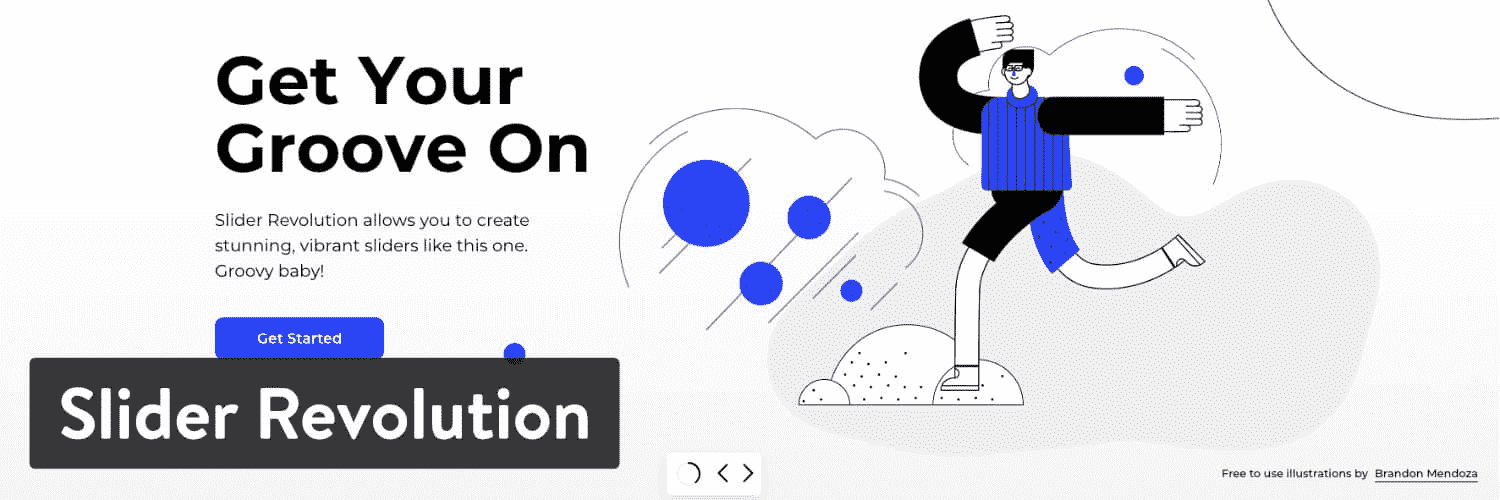 Get Your
Groove On
Slider Revolution allows you to create
stunning, vibrant sliders like this one.
Groovy baby!
Get Started
Slider Revolution
Free to use illustrations by Brandon Mendoza